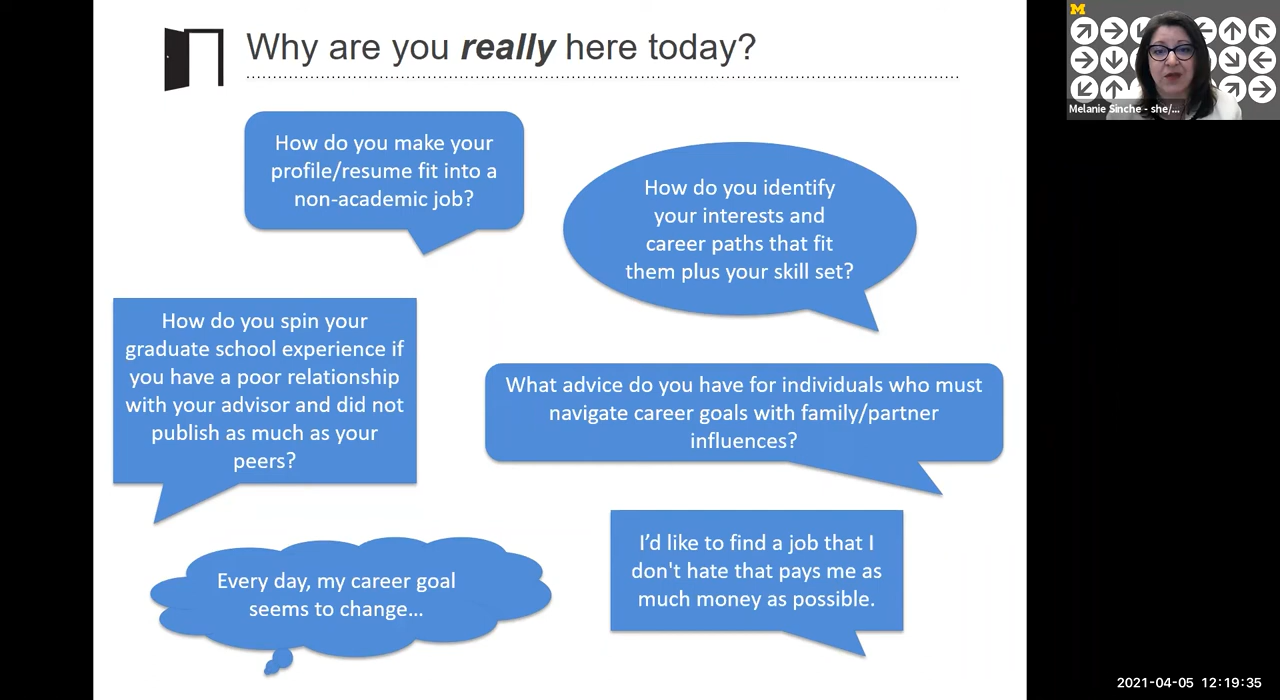 Why are you really here today?
How do you make your
profile/resume fit into a
non-academic job?
How do you identify
your interests and
career paths that fit
them plus your skill set?
How do you spin your
graduate school experience if
you have a poor relationship
with your advisor and did not
publish as much as your
peers?
What advice do you have for individuals who must
navigate career goals with family/partner
influences?
Every day, my career goal
seems to change…
I’d like to find a job that I
don't hate that pays me as
much money as possible.
M
Melanie Sinche - she/...
2021-04-05 12:19:35